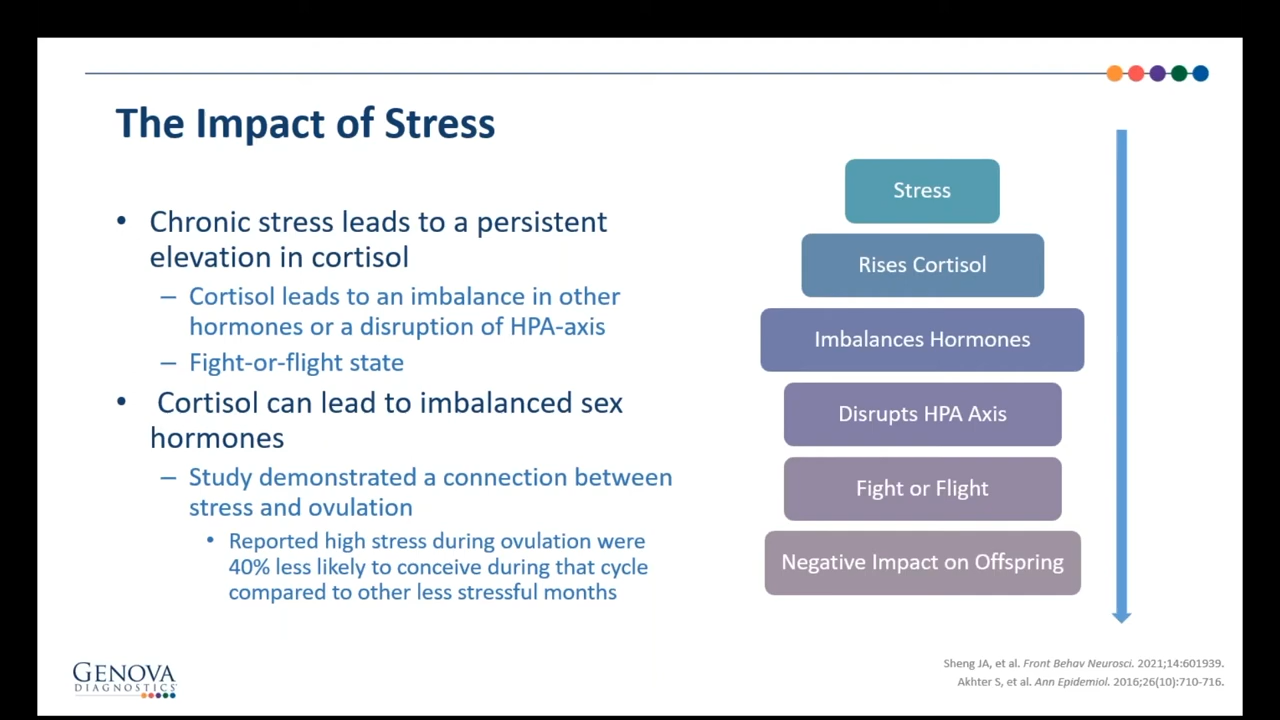 The Impact of Stress
• Chronic stress leads to a persistent
elevation in cortisol
– Cortisol leads to an imbalance in other
hormones or a disruption of HPA-axis
– Fight-or-flight state
• Cortisol can lead to imbalanced sex
hormones
– Study demonstrated a connection between
stress and ovulation
• Reported high stress during ovulation were
40% less likely to conceive during that cycle
compared to other less stressful months
Stress
Rises Cortisol
Imbalances Hormones
Disrupts HPA Axis
Fight or Flight
Negative Impact on Offspring
GENOVA
DIAGNOSTICS
Sheng JA, et al. Front Behav Neurosci. 2021;14:601939.
Akhter S, et al. Ann Epidemiol. 2016;26(10):710-716.